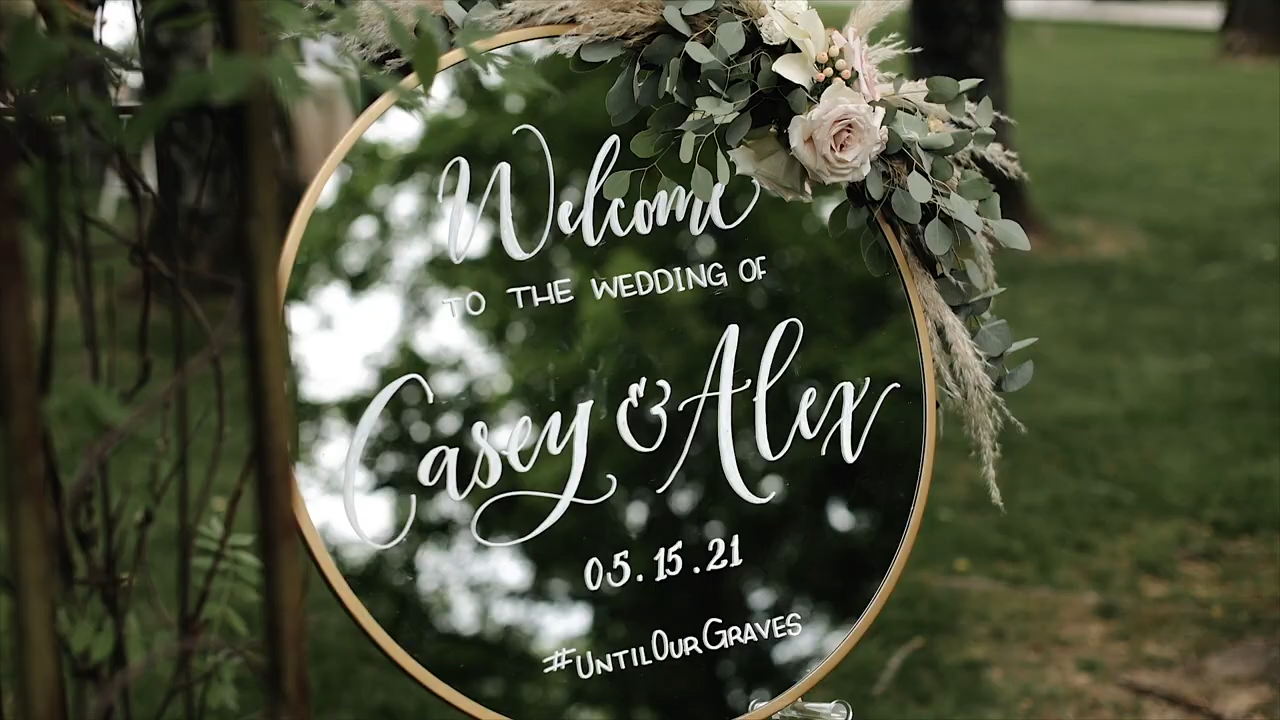 Welcome
TO THE WEDDING OF
Casey & Alex
05.15.21
#UNTILOURGRAVES